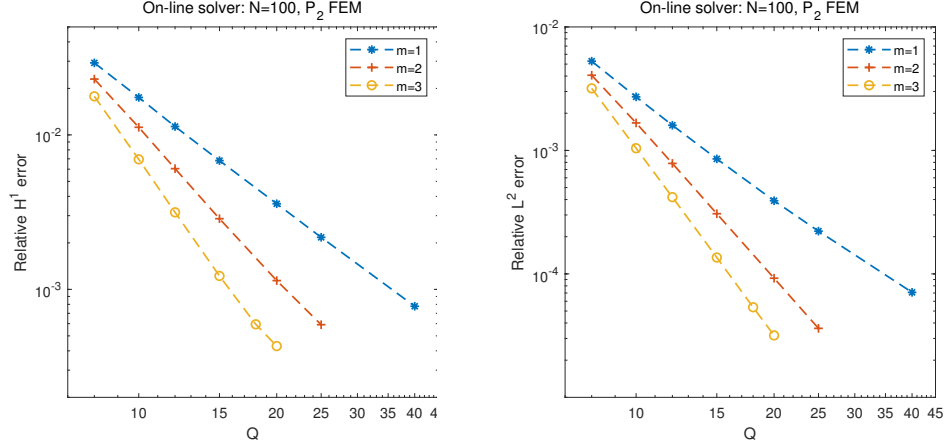 On-line solver: N=100, P2 FEM
Relative H1 error
10-2
10-3
m=1
m=2
m=3
10
15
20
25
30
35
40
4
Q
On-line solver: N=100, P2 FEM
Relative L2 error
10-2
10-3
10-4
m=1
m=2
m=3
10
15
20
25
30
35
40
45
Q